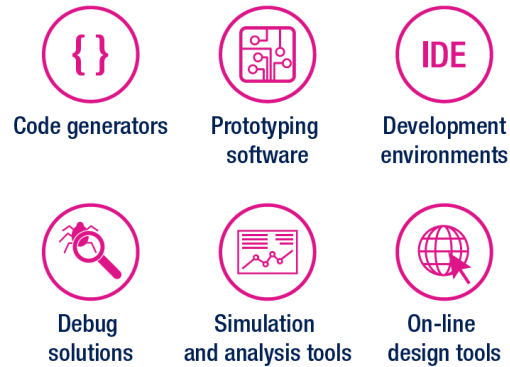 { }
IDE
Code generators
Prototyping
software
Development
environments
Debug
solutions
Simulation
and analysis tools
On-line
design tools